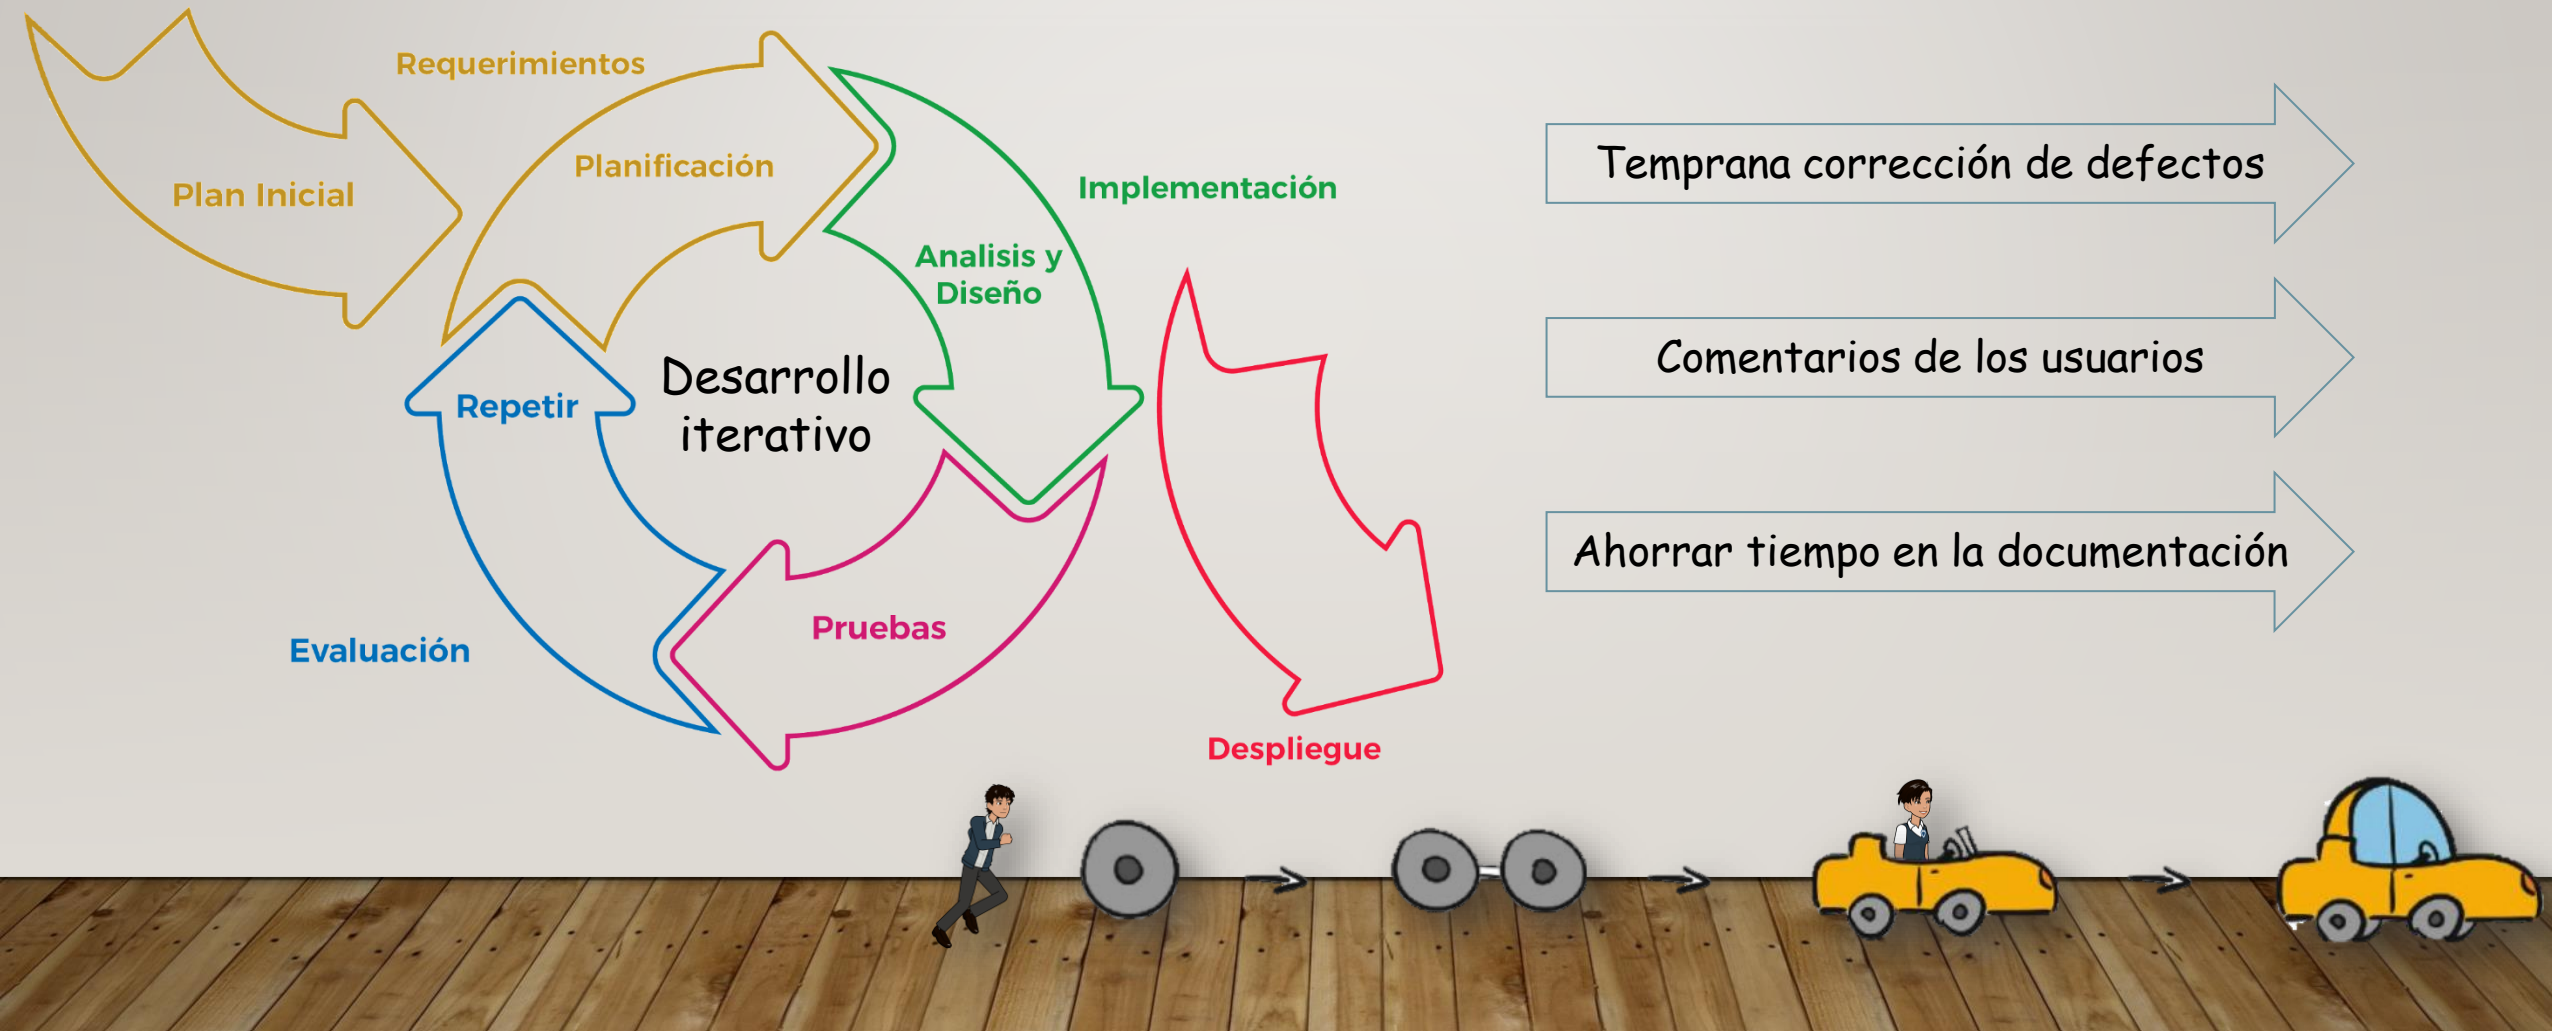 Requerimientos
Plan Inicial
Planificación
Implementación
Analisis y
Diseño
Repetir
Desarrollo
iterativo
Pruebas
Evaluación
Despliegue
Temprana corrección de defectos
Comentarios de los usuarios
Ahorrar tiempo en la documentación